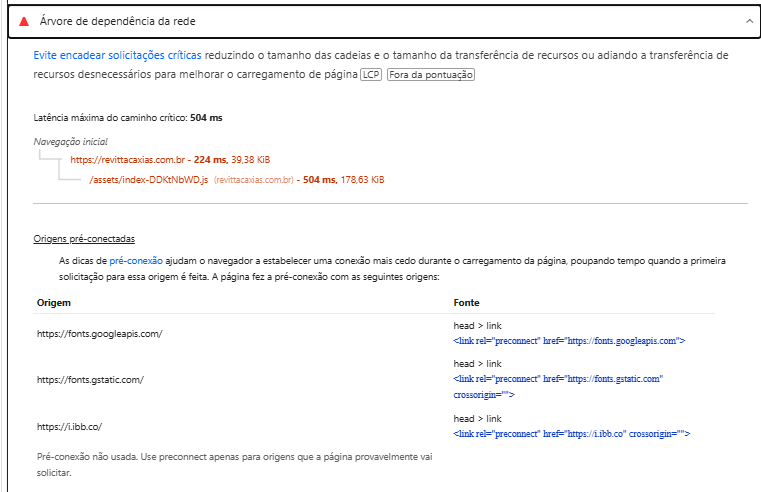 Árvore de dependência da rede
Evite encadear solicitações críticas reduzindo o tamanho das cadeias e o tamanho da transferência de recursos ou adiando a transferência de
recursos desnecessários para melhorar o carregamento de página LCP Fora da pontuação
Latência máxima do caminho crítico: 504 ms
Navegação inicial
https://revittacaxias.com.br - 224 ms, 39,38 KiB
/assets/index-DDKtNbWD.js (revittacaxias.com.br) - 504 ms, 178,63 KiB
Origens pré-conectadas
As dicas de pré-conexão ajudam o navegador a estabelecer uma conexão mais cedo durante o carregamento da página, poupando tempo quando a primeira
solicitação para essa origem é feita. A página fez a pré-conexão com as seguintes origens:
Origem Fonte
head > link
https://fonts.googleapis.com/
<link rel="preconnect" href="https://fonts.googleapis.com">
head > link
https://fonts.gstatic.com/
<link rel="preconnect" href="https://fonts.gstatic.com"
crossorigin="">
head > link
https://i.ibb.co/
<link rel="preconnect" href="https://i.ibb.co" crossorigin="">
Pré-conexão não usada. Use preconnect apenas para origens que a página provavelmente vai
solicitar.